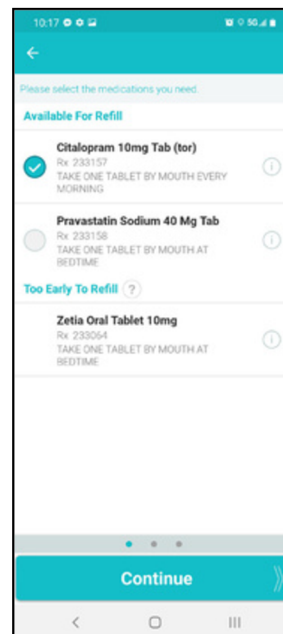 10:17
5G
Please select the medications you need.
Available For Refill
Citalopram 10mg Tab (tor)
Rx 233157
TAKE ONE TABLET BY MOUTH EVERY
MORNING
Pravastatin Sodium 40 Mg Tab
Rx 233158
TAKE ONE TABLET BY MOUTH AT
BEDTIME
Too Early To Refill ?
Zetia Oral Tablet 10mg
Rx 233064
TAKE ONE TABLET BY MOUTH AT
BEDTIME
Continue